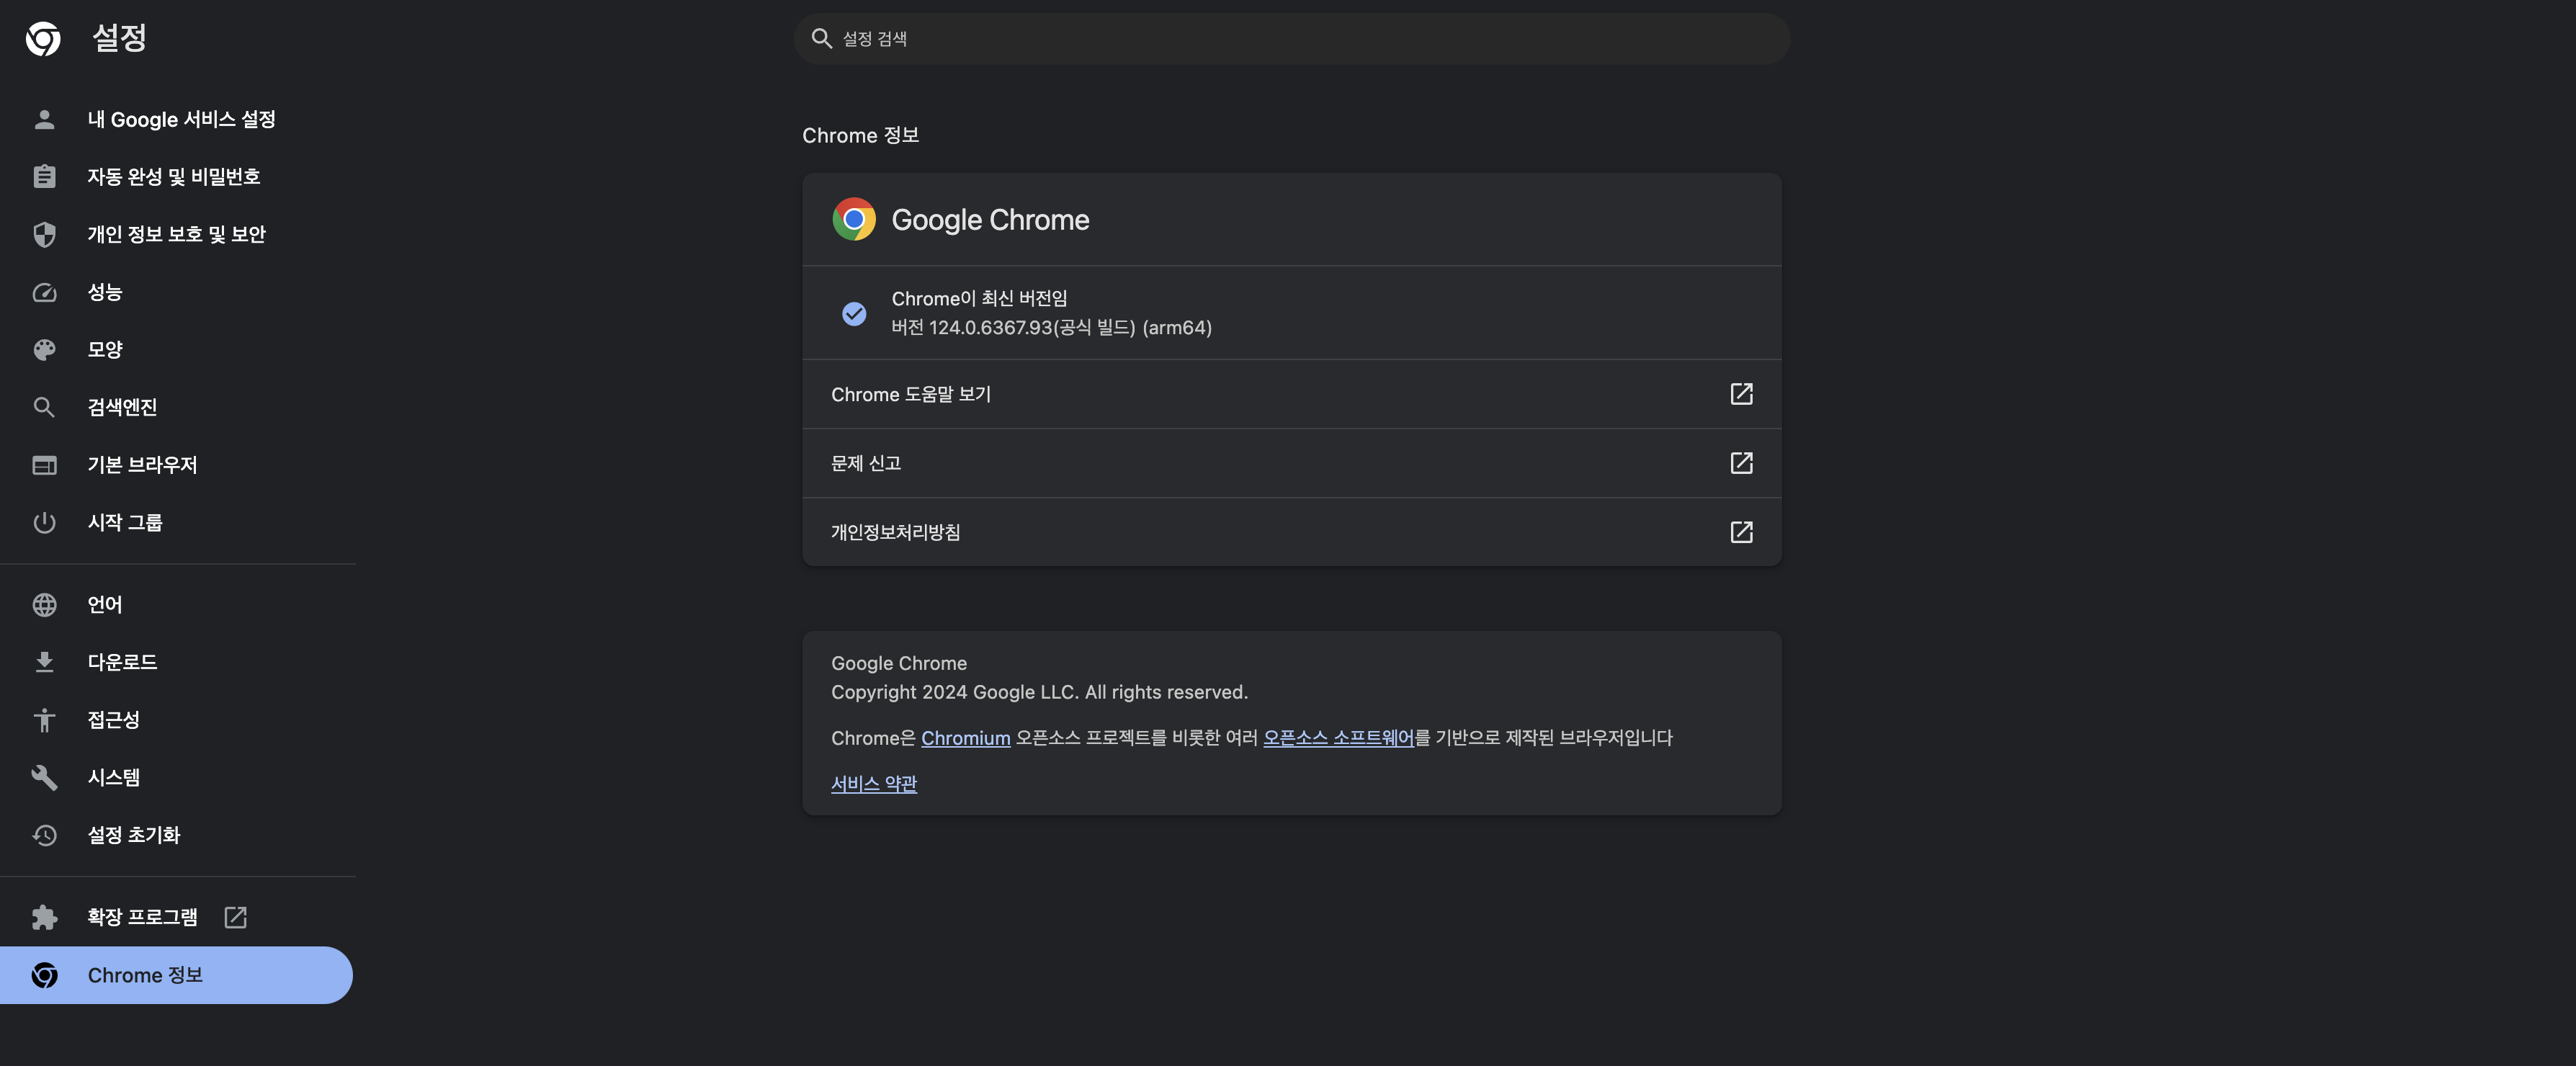 설정
설정 검색
내 Google 서비스 설정
자동 완성 및 비밀번호
개인 정보 보호 및 보안
성능
모양
검색엔진
기본 브라우저
시작 그룹
언어
다운로드
접근성
시스템
설정 초기화
확장 프로그램
Chrome 정보
Chrome 정보
Google Chrome
Chrome이 최신 버전임
버전 124.0.6367.93(공식 빌드) (arm64)
Chrome 도움말 보기
문제 신고
개인정보처리방침
Google Chrome
Copyright 2024 Google LLC. All rights reserved.
Chrome은 Chromium 오픈소스 프로젝트를 비롯한 여러 오픈소스 소프트웨어를 기반으로 제작된 브라우저입니다
서비스 약관